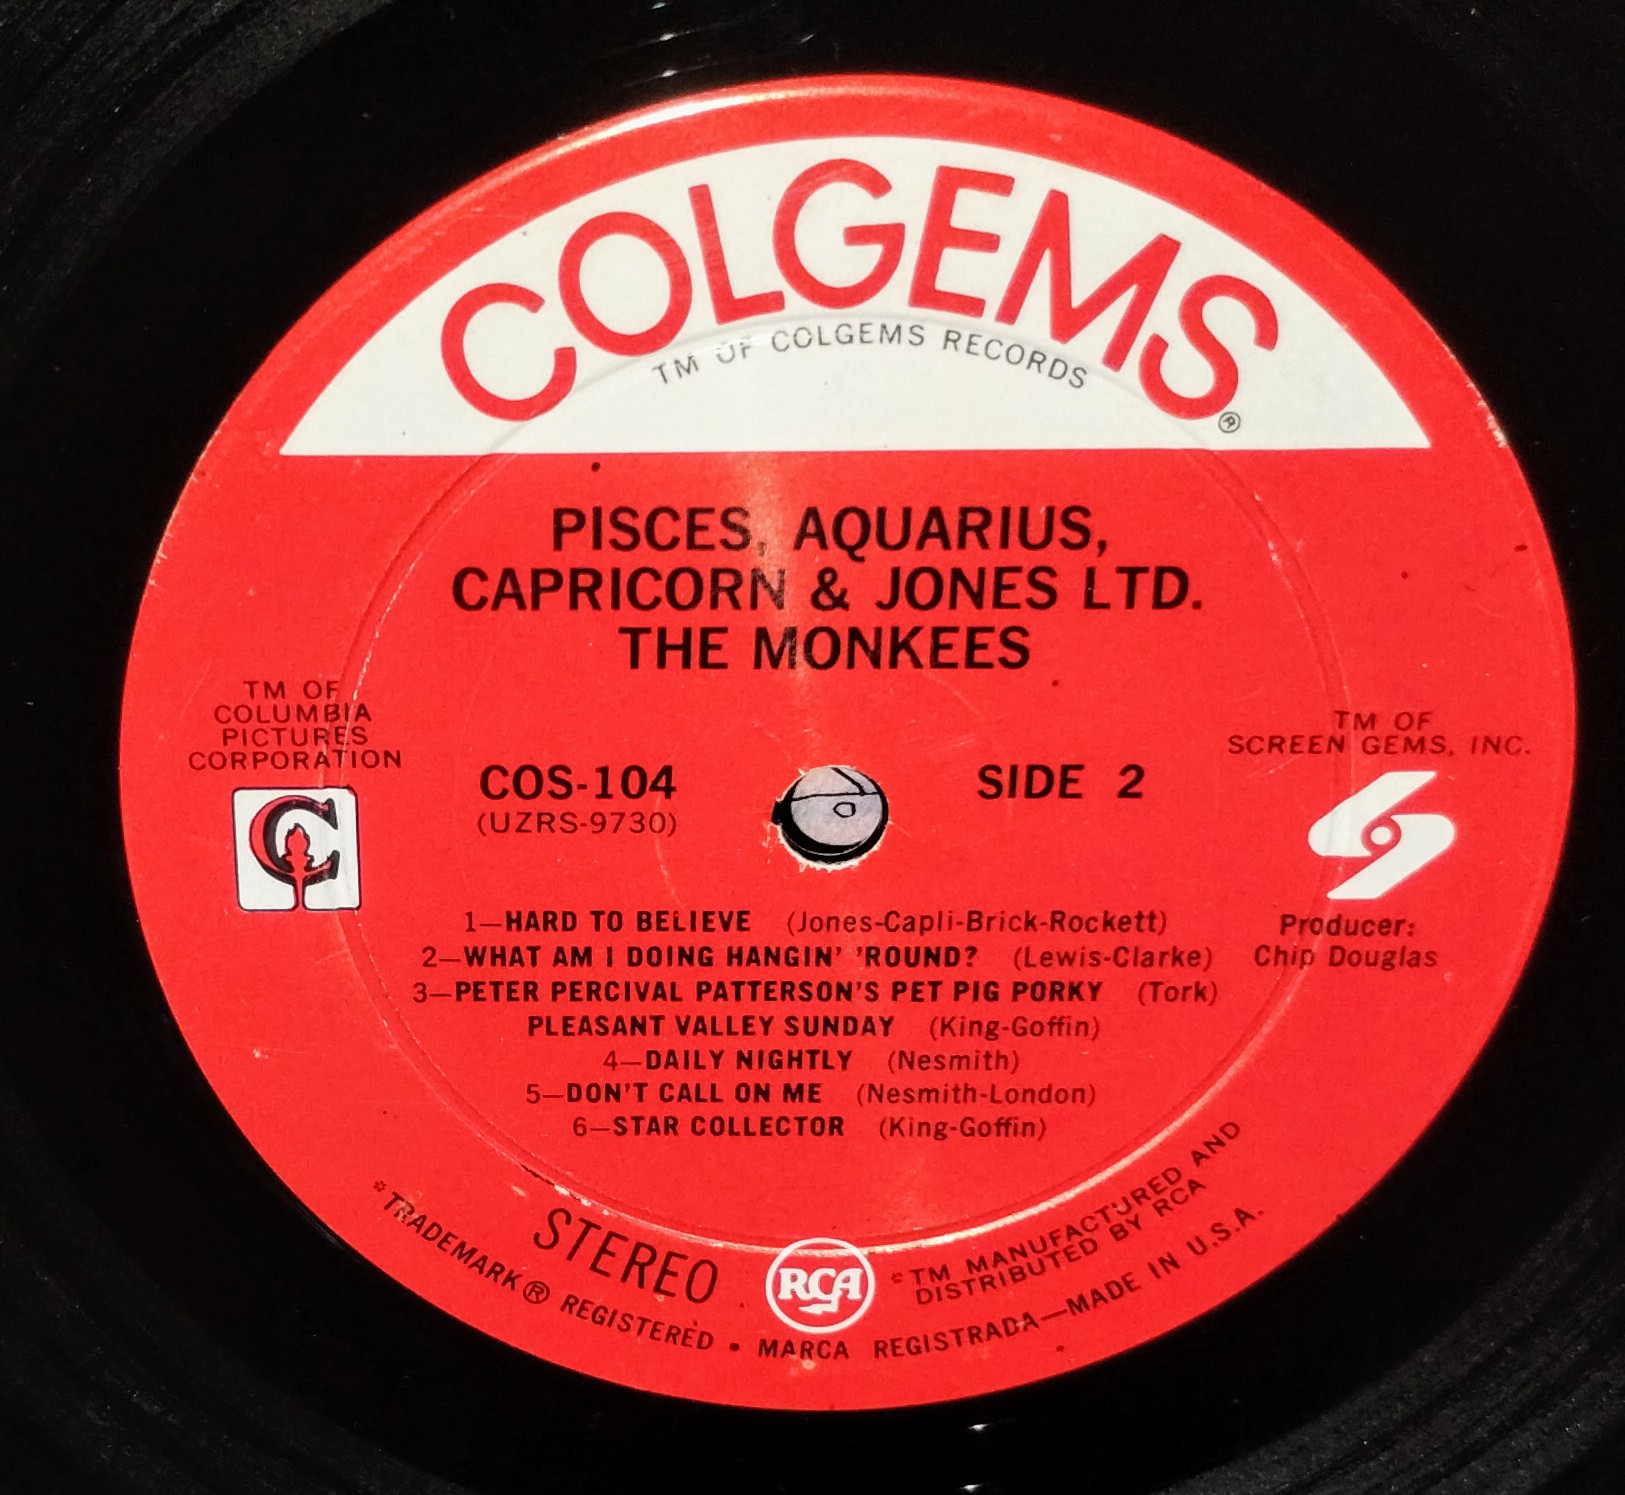 COLGEMS
®
TM OF COLGEMS RECORDS
PISCES, AQUARIUS,
CAPRICORN & JONES LTD.
THE MONKEES
TM OF
COLUMBIA
PICTURES
CORPORATION
C
TM OF
SCREEN GEMS, INC.
COS-104
(UZRS-9730)
SIDE 2
1—HARD TO BELIEVE (Jones-Capli-Brick-Rockett)
2—WHAT AM I DOING HANGIN' 'ROUND? (Lewis-Clarke)
3—PETER PERCIVAL PATTERSON'S PET PIG PORKY (Tork)
PLEASANT VALLEY SUNDAY (King-Goffin)
4—DAILY NIGHTLY (Nesmith)
5—DON'T CALL ON ME (Nesmith-London)
6—STAR COLLECTOR (King-Goffin)
Producer:
Chip Douglas
STEREO
RCA
*TM MANUFACTURED AND
DISTRIBUTED BY RCA
*TRADEMARK ® REGISTERED • MARCA REGISTRADA—MADE IN U.S.A.